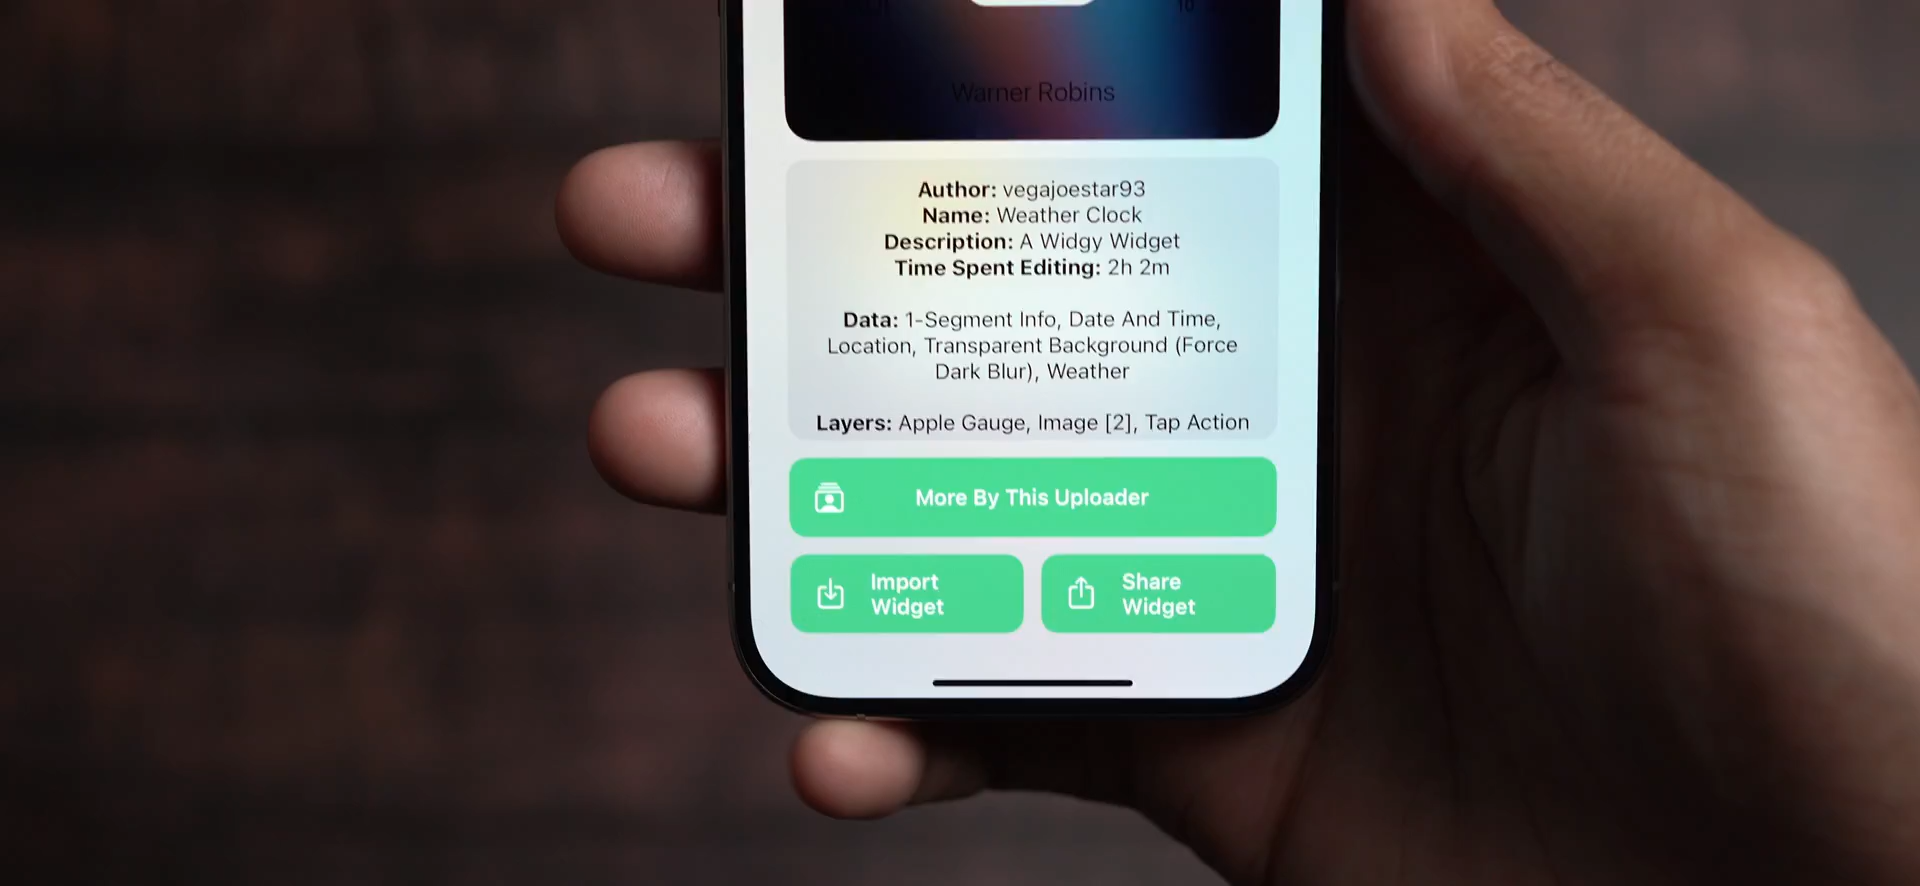 10
Warner Robins
Author: vegajoestar93
Name: Weather Clock
Description: A Widgy Widget
Time Spent Editing: 2h 2m
Data: 1-Segment Info, Date And Time,
Location, Transparent Background (Force
Dark Blur), Weather
Layers: Apple Gauge, Image [2], Tap Action
More By This Uploader
Import
Widget
Share
Widget